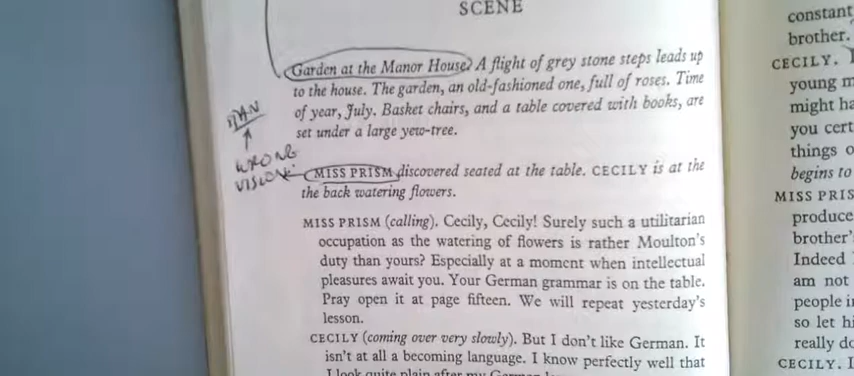 SCENE
Garden at the Manor House. A flight of grey stone steps leads up
to the house. The garden, an old-fashioned one, full of roses. Time
of year, July. Basket chairs, and a table covered with books, are
set under a large yew-tree.
WRONG
VISION
MISS PRISM discovered seated at the table. CECILY is at the
the back watering flowers.
MISS PRISM (calling). Cecily, Cecily! Surely such a utilitarian
occupation as the watering of flowers is rather Moulton's
duty than yours? Especially at a moment when intellectual
pleasures await you. Your German grammar is on the table.
Pray open it at page fifteen. We will repeat yesterday's
lesson.
CECILY (coming over very slowly). But I don't like German. It
isn't at all a becoming language. I know perfectly well that
I look quite plain after my German
constant
brother.
CECILY.
young
might
you
things
begins to
MISS
produce
brother's
Indeed
am not
people
so let
really
CECILY.